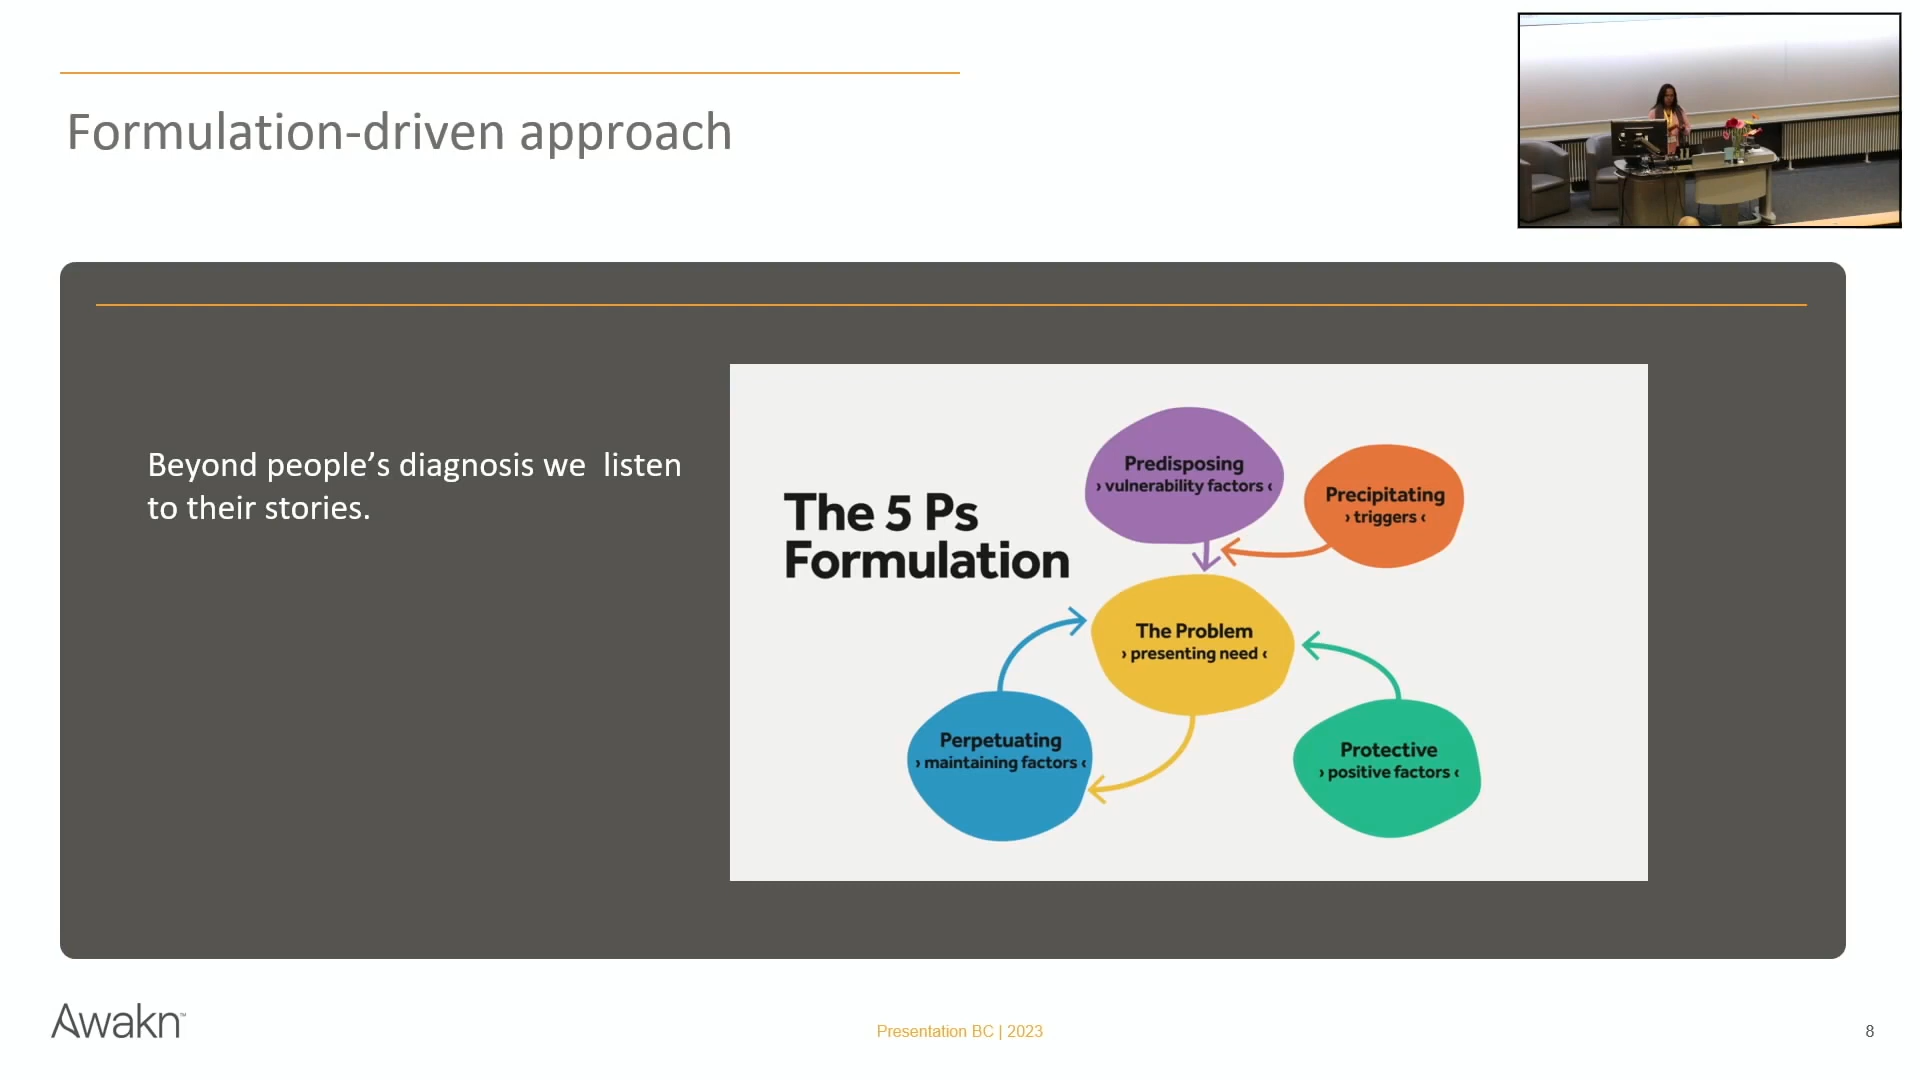 Formulation-driven approach
Beyond people’s diagnosis we  listen
to their stories.
The 5 Ps
Formulation
Predisposing
› vulnerability factors ‹
Precipitating
› triggers ‹
The Problem
› presenting need ‹
Perpetuating
› maintaining factors ‹
Protective
› positive factors ‹
Awakn™
Presentation BC | 2023
8